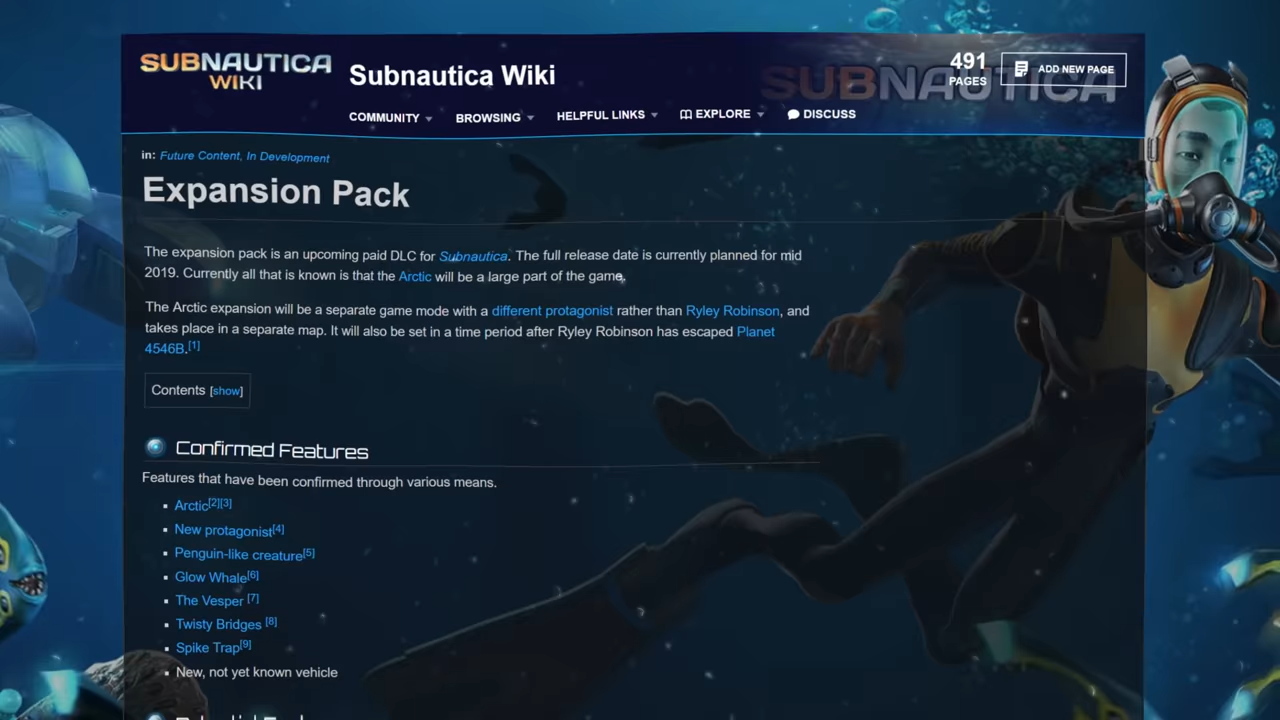 SUBNAUTICA
WIKI
Subnautica Wiki
SUBNAUTICA
491
PAGES
ADD NEW PAGE
COMMUNITY
BROWSING
HELPFUL LINKS
EXPLORE
DISCUSS
in: Future Content, In Development
Expansion Pack
The expansion pack is an upcoming paid DLC for Subnautica. The full release date is currently planned for mid
2019. Currently all that is known is that the Arctic will be a large part of the game.
The Arctic expansion will be a separate game mode with a different protagonist rather than Ryley Robinson, and
takes place in a separate map. It will also be set in a time period after Ryley Robinson has escaped Planet
4546B.[1]
Contents [show]
Confirmed Features
Features that have been confirmed through various means.
Arctic[2][3]
New protagonist[4]
Penguin-like creature[5]
Glow Whale[6]
The Vesper [7]
Twisty Bridges [8]
Spike Trap[9]
New, not yet known vehicle